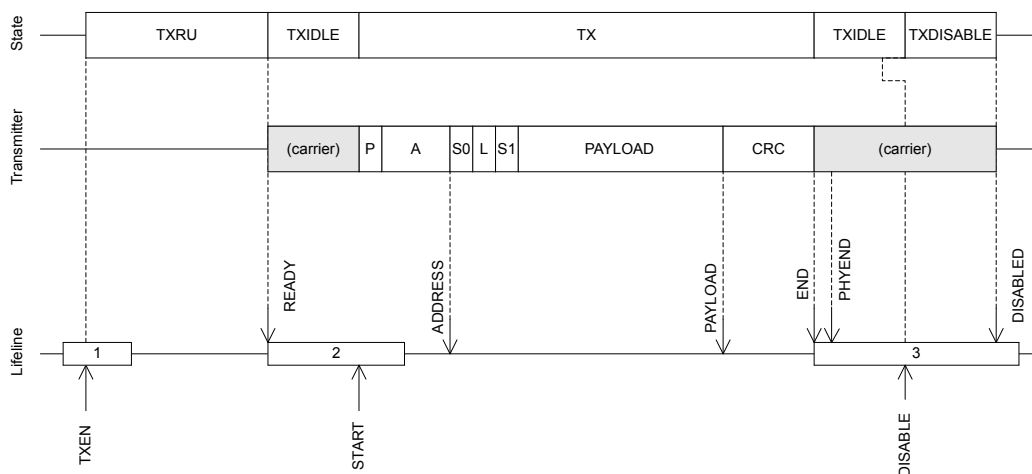 State
TXRU
TXIDLE
TX
TXIDLE
TXDISABLE
Transmitter
(carrier)
P
A
S0
L
S1
PAYLOAD
CRC
(carrier)
READY
ADDRESS
PAYLOAD
END
PHYEND
DISABLED
Lifeline
1
2
3
TXEN
START
DISABLE